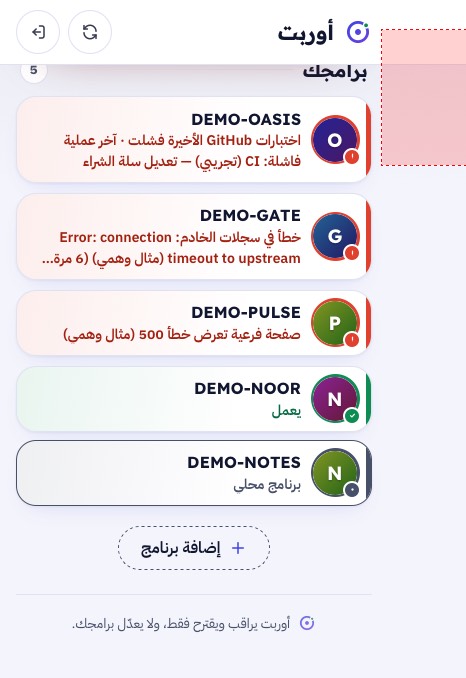 أوربت
برامجك
5
DEMO-OASIS
اختبارات GitHub الأخيرة فشلت · آخر عملية
فاشلة: CI (تجريبي) — تعديل سلة الشراء
O
DEMO-GATE
خطأ في سجلات الخادم: Error: connection
timeout to upstream (مثال وهمي) (6 مرة...
G
DEMO-PULSE
صفحة فرعية تعرض خطأ 500 (مثال وهمي)
P
DEMO-NOOR
يعمل
N
DEMO-NOTES
برنامج محلي
N
+ إضافة برنامج
أوربت يراقب ويقترح فقط، ولا يعدّل برامجك.